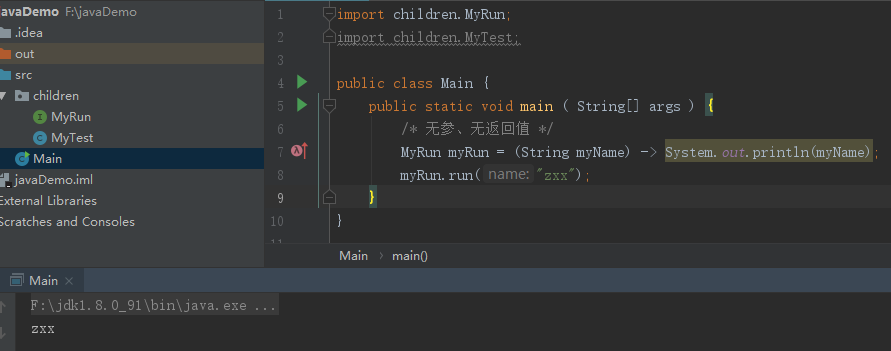 javaDemo F:\javaDemo
.idea
out
src
children
MyRun
MyTest
Main
javaDemo.iml
External Libraries
Scratches and Consoles
1 import children.MyRun;
2 import children.MyTest;
3
4 public class Main {
5 public static void main ( String[] args ) {
6 /* 无参、无返回值 */
7 MyRun myRun = (String myName) -> System.out.println(myName);
8 myRun.run( name: "zxx");
9 }
10 }
11
Main > main()
Main ×
F:\jdk1.8.0_91\bin\java.exe ...
zxx